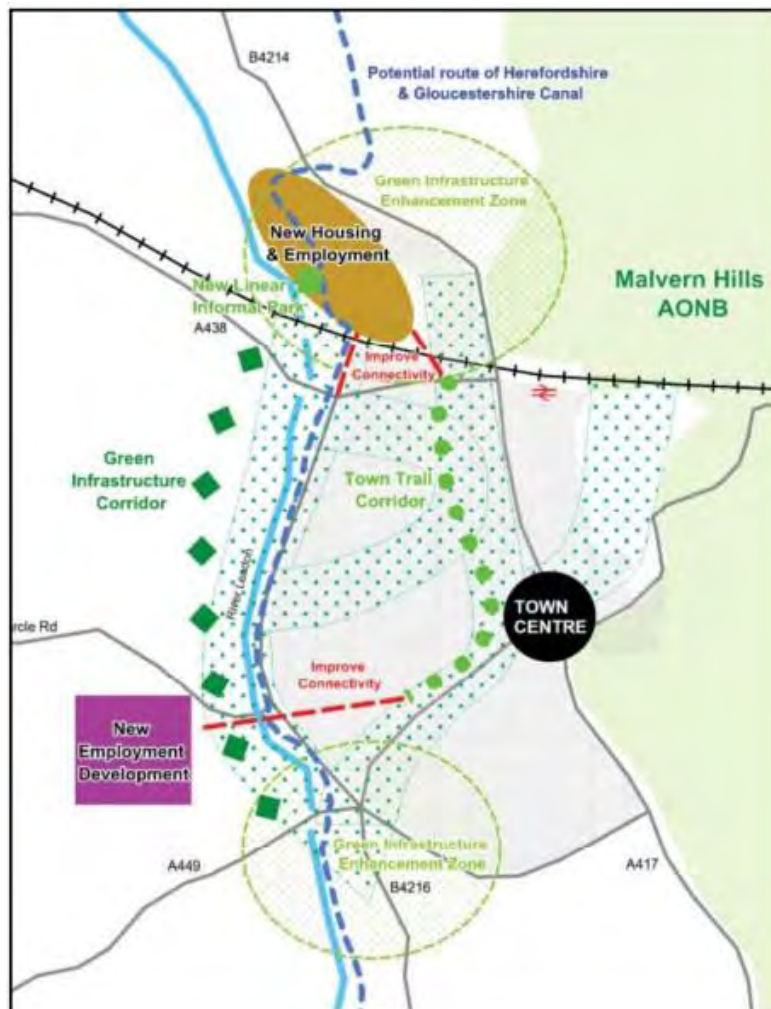 B4214
Potential route of Herefordshire
& Gloucestershire Canal
Green Infrastructure
Enhancement Zone
New Housing
& Employment
New Linear
Informal Park
Malvern Hills
AONB
A438
Improve
Connectivity
Green
Infrastructure
Corridor
Town Trail
Corridor
River Leadon
TOWN
CENTRE
rcle Rd
Improve
Connectivity
New
Employment
Development
Green Infrastructure
Enhancement Zone
A449
B4216
A417